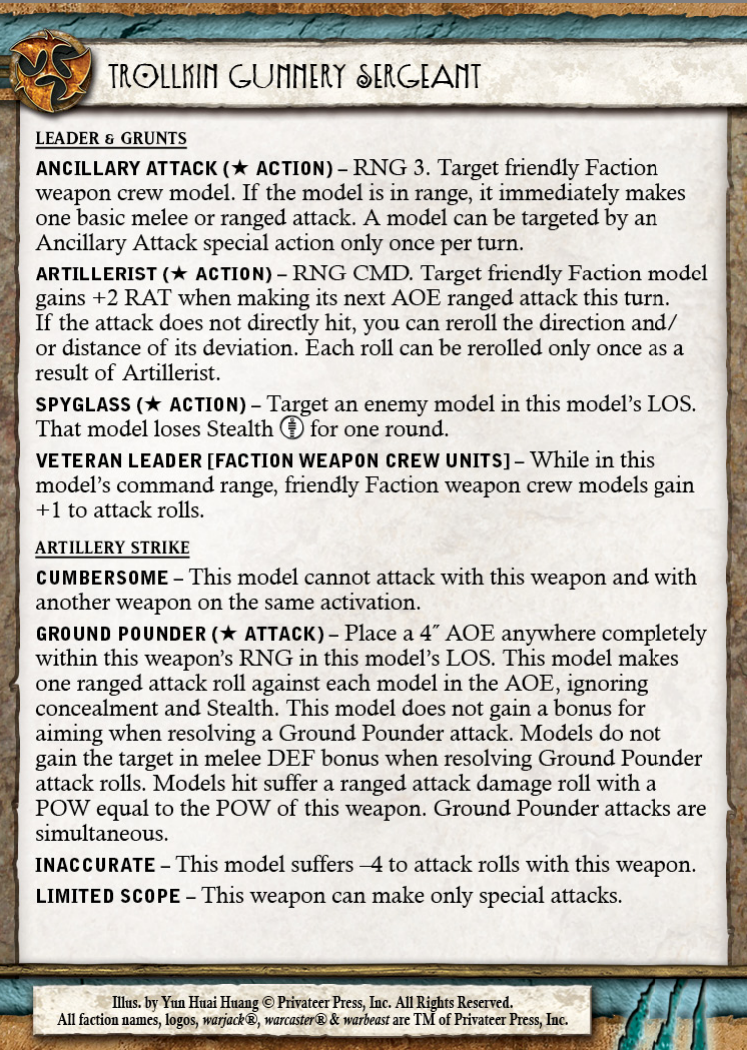 TROLLKIN GUNNERY SERGEANT
LEADER & GRUNTS
ANCILLARY ATTACK (★ ACTION) – RNG 3. Target friendly Faction
weapon crew model. If the model is in range, it immediately makes
one basic melee or ranged attack. A model can be targeted by an
Ancillary Attack special action only once per turn.
ARTILLERIST (★ ACTION) – RNG CMD. Target friendly Faction model
gains +2 RAT when making its next AOE ranged attack this turn.
If the attack does not directly hit, you can reroll the direction and/
or distance of its deviation. Each roll can be rerolled only once as a
result of Artillerist.
SPYGLASS (★ ACTION) – Target an enemy model in this model’s LOS.
That model loses Stealth for one round.
VETERAN LEADER [FACTION WEAPON CREW UNITS] – While in this
model’s command range, friendly Faction weapon crew models gain
+1 to attack rolls.
ARTILLERY STRIKE
CUMBERSOME – This model cannot attack with this weapon and with
another weapon on the same activation.
GROUND POUNDER (★ ATTACK) – Place a 4˝ AOE anywhere completely
within this weapon’s RNG in this model’s LOS. This model makes
one ranged attack roll against each model in the AOE, ignoring
concealment and Stealth. This model does not gain a bonus for
aiming when resolving a Ground Pounder attack. Models do not
gain the target in melee DEF bonus when resolving Ground Pounder
attack rolls. Models hit suffer a ranged attack damage roll with a
POW equal to the POW of this weapon. Ground Pounder attacks are
simultaneous.
INACCURATE – This model suffers –4 to attack rolls with this weapon.
LIMITED SCOPE – This weapon can make only special attacks.
Illus. by Yun Huai Huang © Privateer Press, Inc. All Rights Reserved.
All faction names, logos, warjack®, warcaster® & warbeast are TM of Privateer Press, Inc.